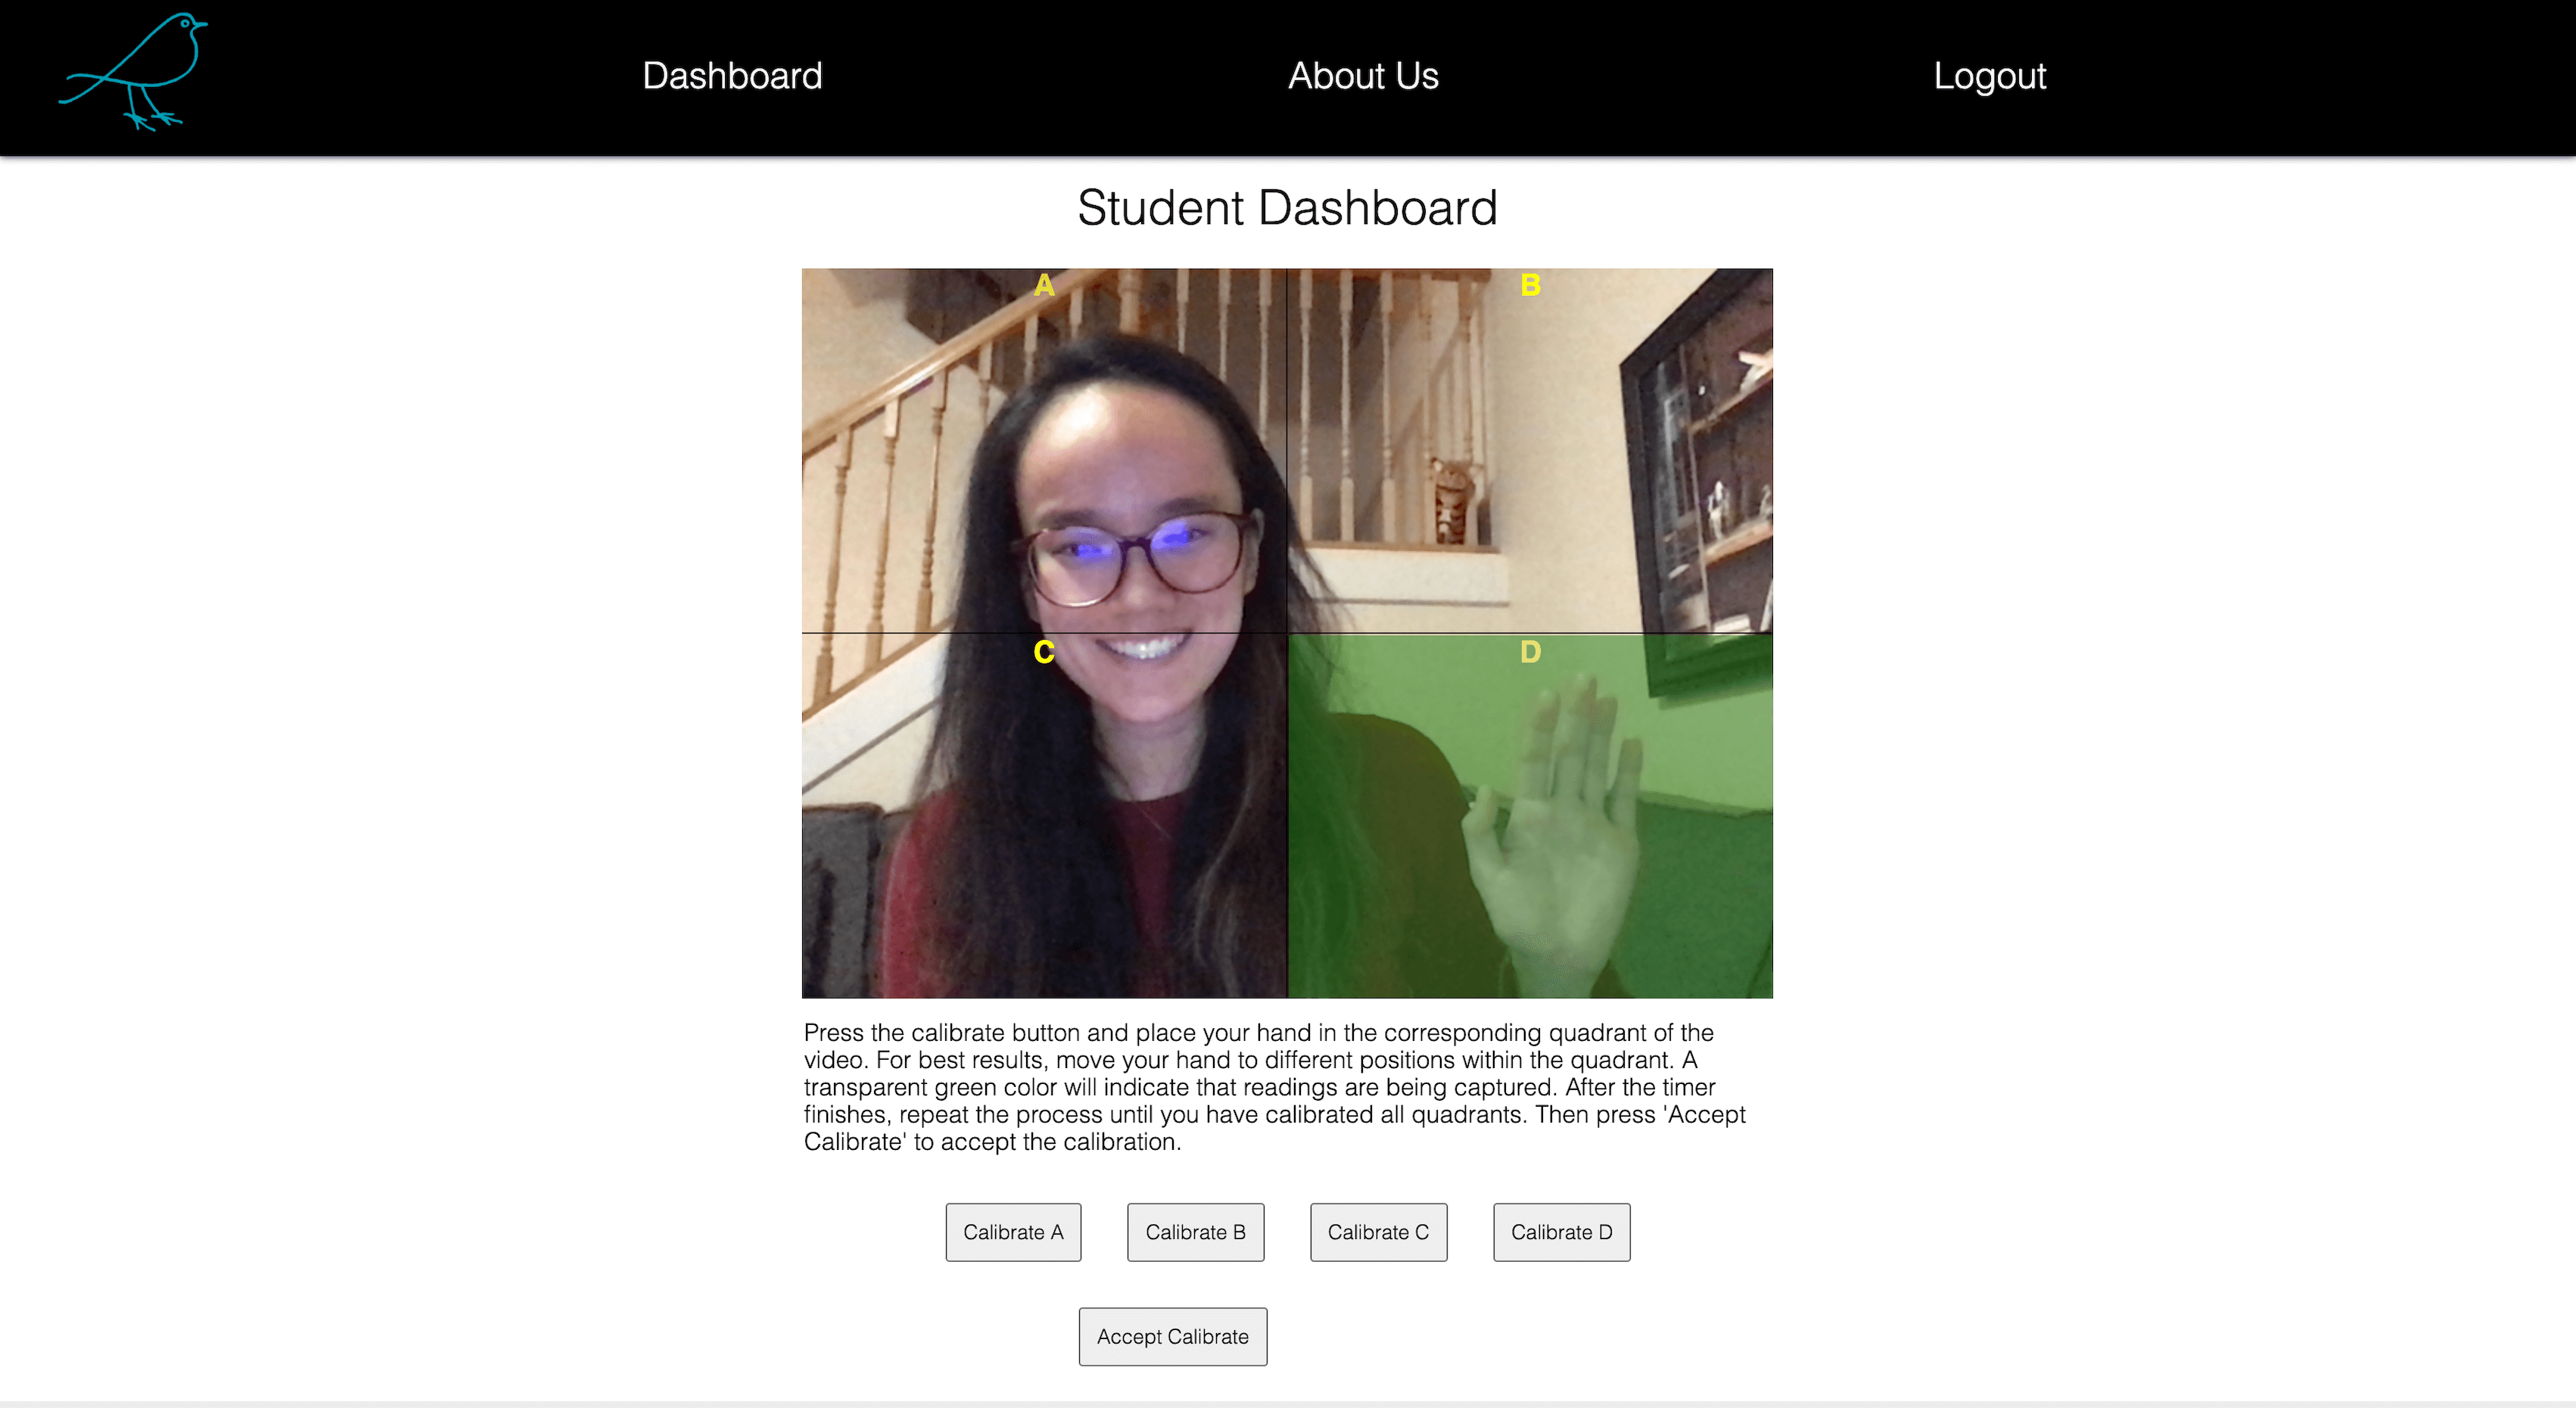 Dashboard About Us Logout
Student Dashboard
A B
C D
Press the calibrate button and place your hand in the corresponding quadrant of the
video. For best results, move your hand to different positions within the quadrant. A
transparent green color will indicate that readings are being captured. After the timer
finishes, repeat the process until you have calibrated all quadrants. Then press 'Accept
Calibrate' to accept the calibration.
Calibrate A Calibrate B Calibrate C Calibrate D
Accept Calibrate